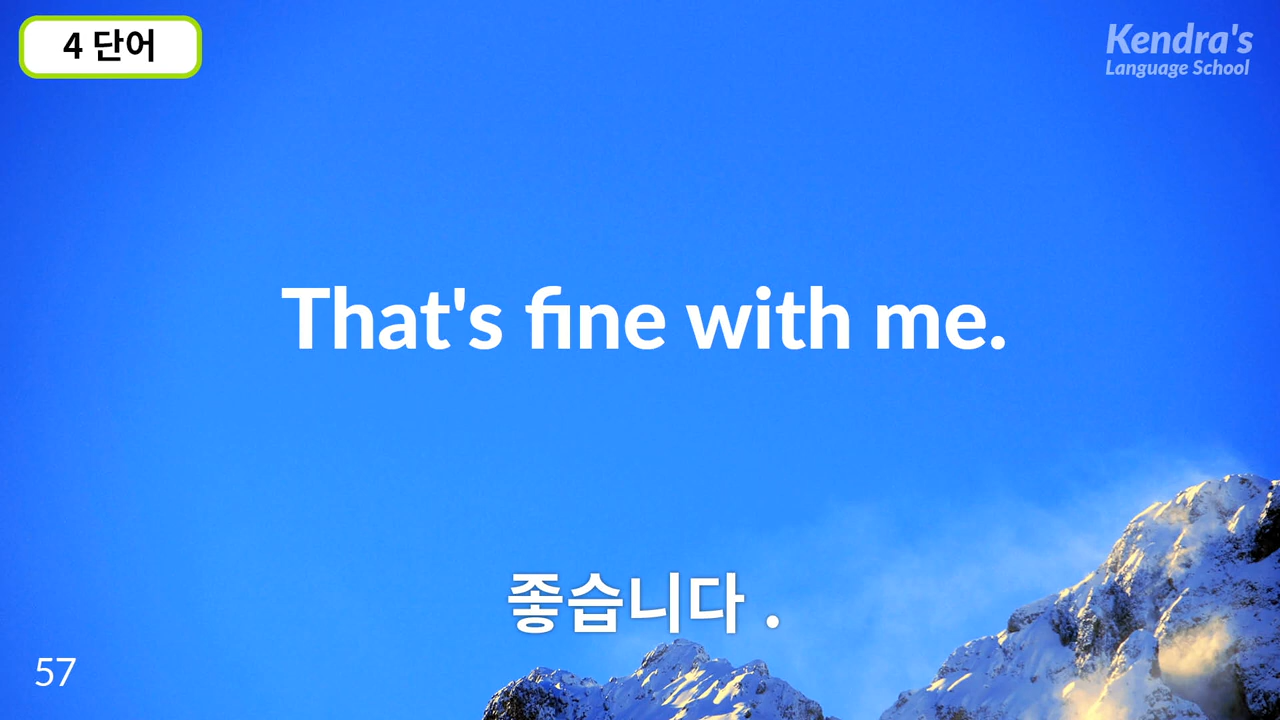 4 단어
Kendra's
Language School
That's fine with me.
좋습니다 .
57